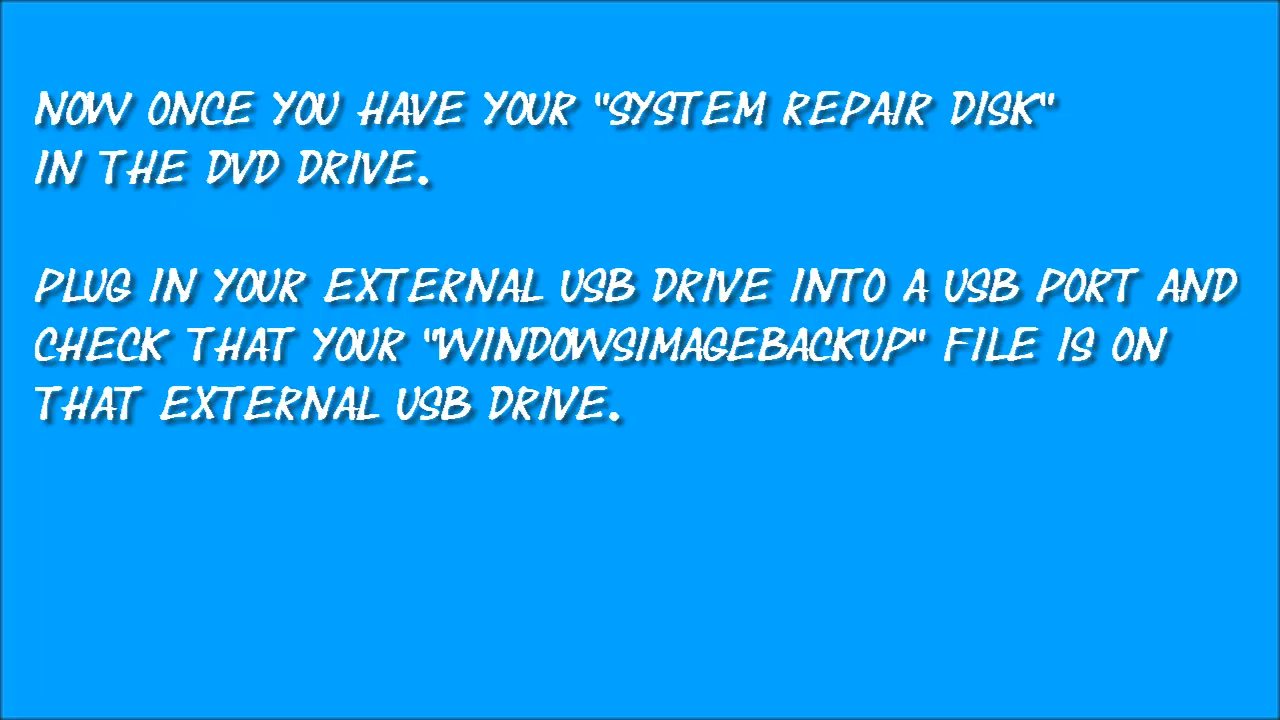 NOW ONCE YOU HAVE YOUR "SYSTEM REPAIR DISK"
IN THE DVD DRIVE.
PLUG IN YOUR EXTERNAL USB DRIVE INTO A USB PORT AND
CHECK THAT YOUR "WINDOWSIMAGEBACKUP" FILE IS ON
THAT EXTERNAL USB DRIVE.